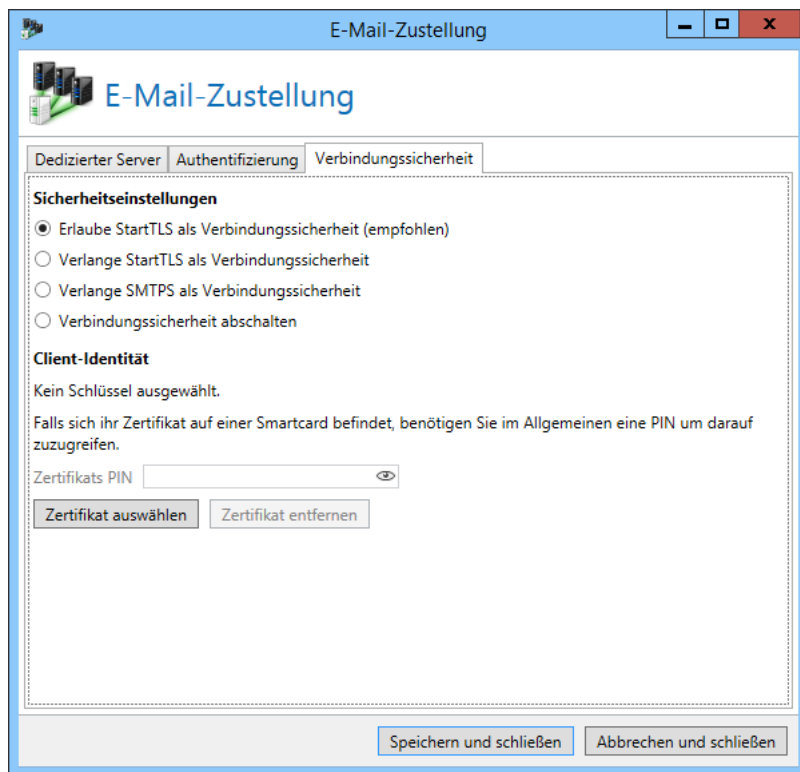 E-Mail-Zustellung
E-Mail-Zustellung
Dedizierter Server
Authentifizierung
Verbindungssicherheit
Sicherheitseinstellungen
Erlaube StartTLS als Verbindungssicherheit (empfohlen)
Verlange StartTLS als Verbindungssicherheit
Verlange SMTPS als Verbindungssicherheit
Verbindungssicherheit abschalten
Client-Identität
Kein Schlüssel ausgewählt.
Falls sich ihr Zertifikat auf einer Smartcard befindet, benötigen Sie im Allgemeinen eine PIN um darauf
zuzugreifen.
Zertifikats PIN
Zertifikat auswählen
Zertifikat entfernen
Speichern und schließen
Abbrechen und schließen